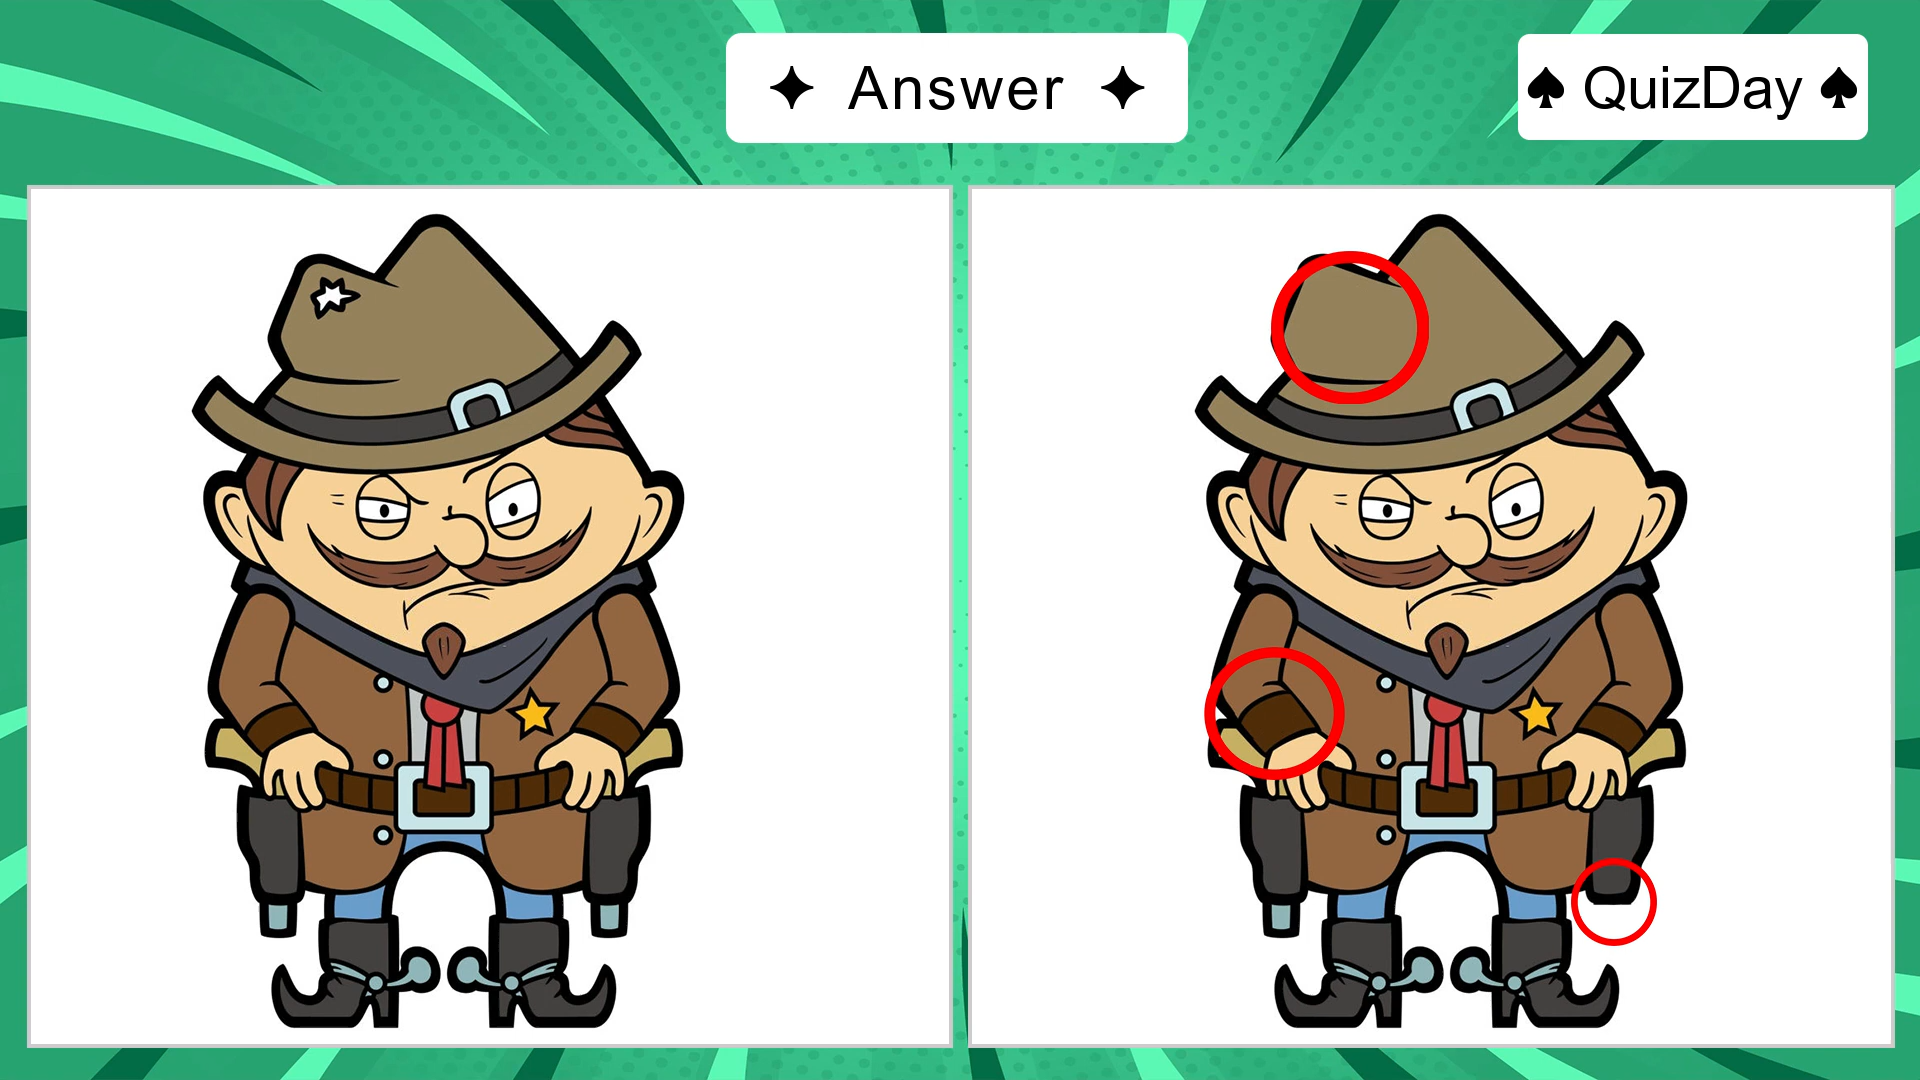 ✦ Answer ✦
♠ QuizDay ♠